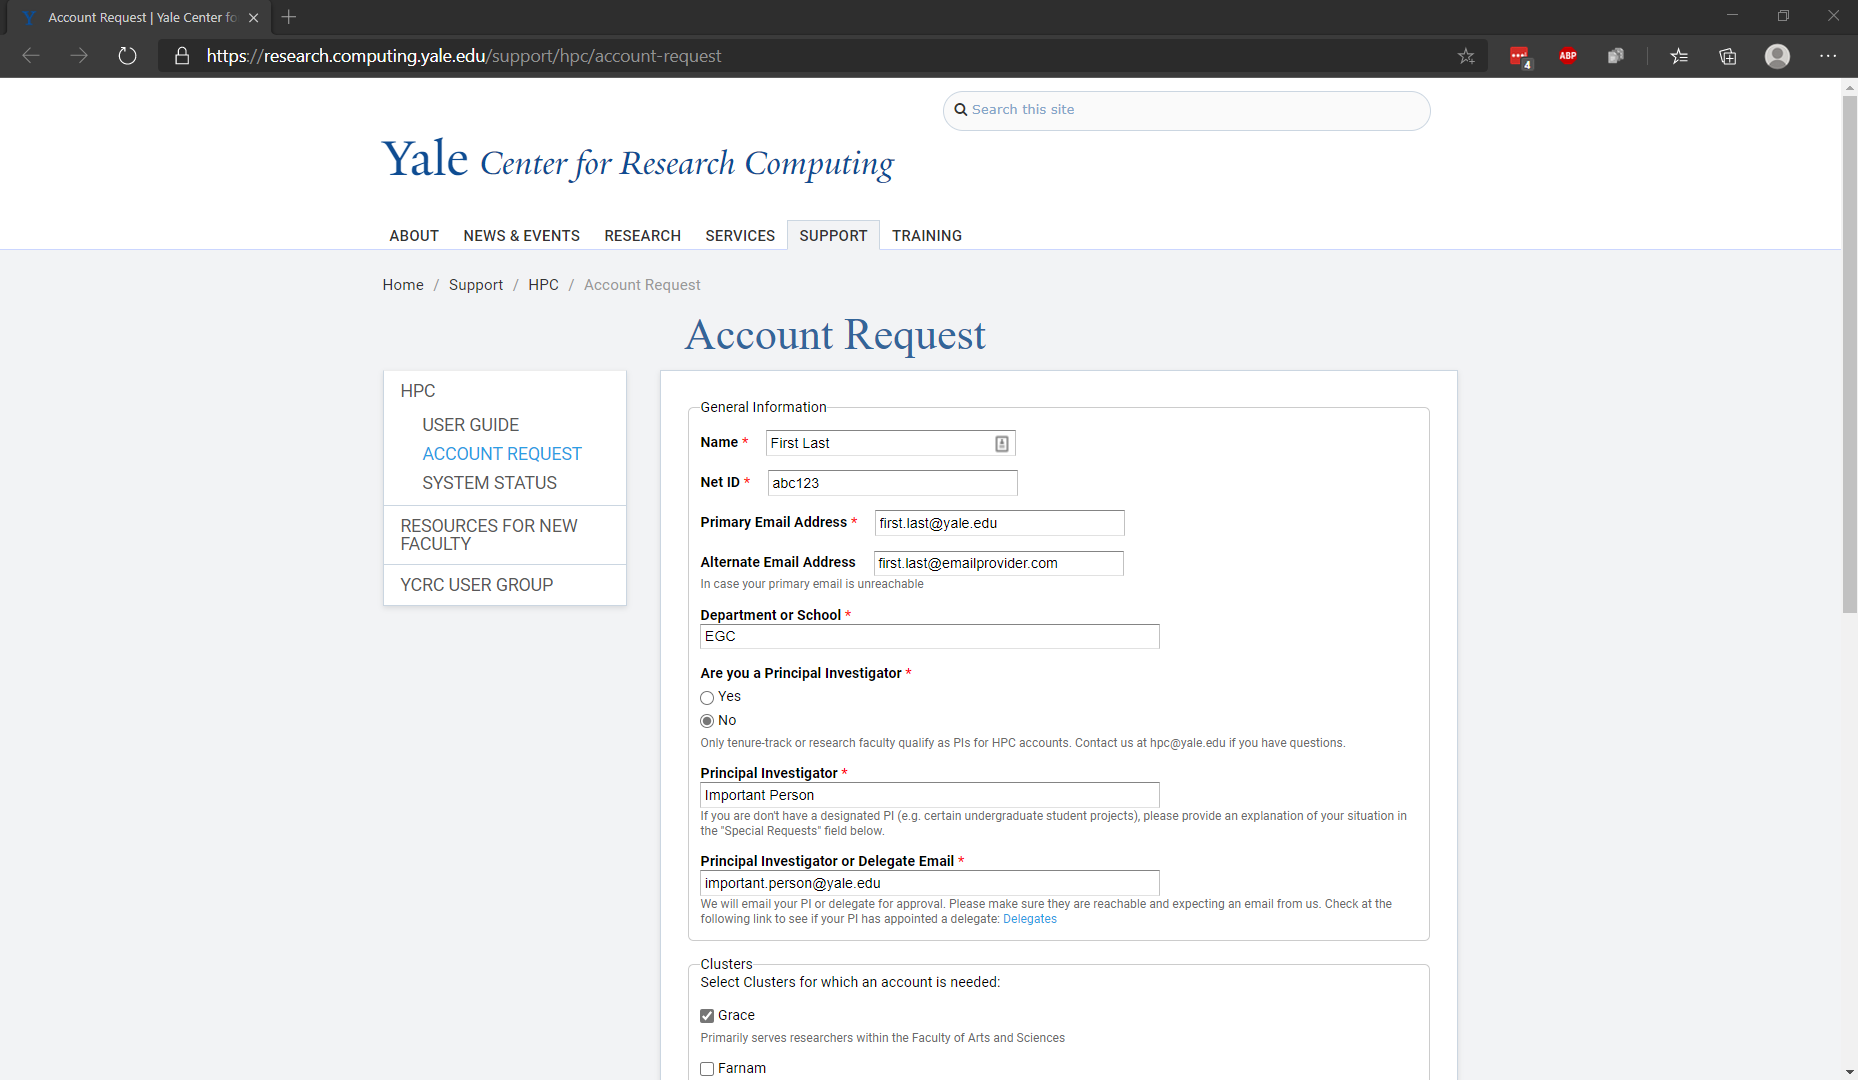 Account Request | Yale Center fo
https://research.computing.yale.edu/support/hpc/account-request
4
ABP
Search this site
Yale Center for Research Computing
ABOUT NEWS & EVENTS RESEARCH SERVICES SUPPORT TRAINING
Home / Support / HPC / Account Request
Account Request
HPC
USER GUIDE
ACCOUNT REQUEST
SYSTEM STATUS
RESOURCES FOR NEW
FACULTY
YCRC USER GROUP
General Information
Name * First Last
Net ID * abc123
Primary Email Address * first.last@yale.edu
Alternate Email Address first.last@emailprovider.com
In case your primary email is unreachable
Department or School *
EGC
Are you a Principal Investigator *
Yes
No
Only tenure-track or research faculty qualify as PIs for HPC accounts. Contact us at hpc@yale.edu if you have questions.
Principal Investigator *
Important Person
If you are don't have a designated PI (e.g. certain undergraduate student projects), please provide an explanation of your situation in
the "Special Requests" field below.
Principal Investigator or Delegate Email *
important.person@yale.edu
We will email your PI or delegate for approval. Please make sure they are reachable and expecting an email from us. Check at the
following link to see if your PI has appointed a delegate: Delegates
Clusters
Select Clusters for which an account is needed:
Grace
Primarily serves researchers within the Faculty of Arts and Sciences
Farnam